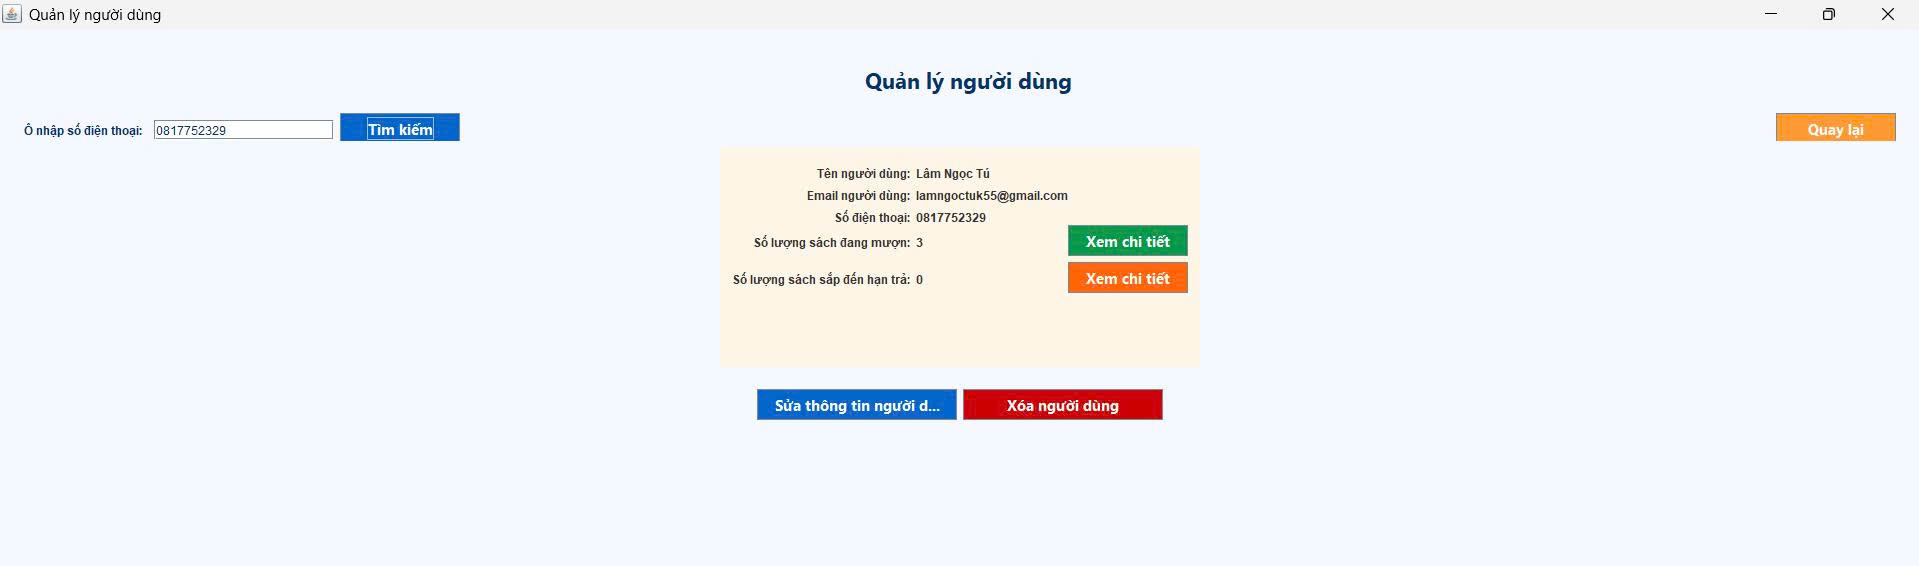 Quản lý người dùng
Quản lý người dùng
Ô nhập số điện thoại: 0817752329 Tìm kiếm Quay lại
Tên người dùng: Lâm Ngọc Tú
Email người dùng: lamngoctuk55@gmail.com
Số điện thoại: 0817752329
Số lượng sách đang mượn: 3 Xem chi tiết
Số lượng sách sắp đến hạn trả: 0 Xem chi tiết
Sửa thông tin người d... Xóa người dùng